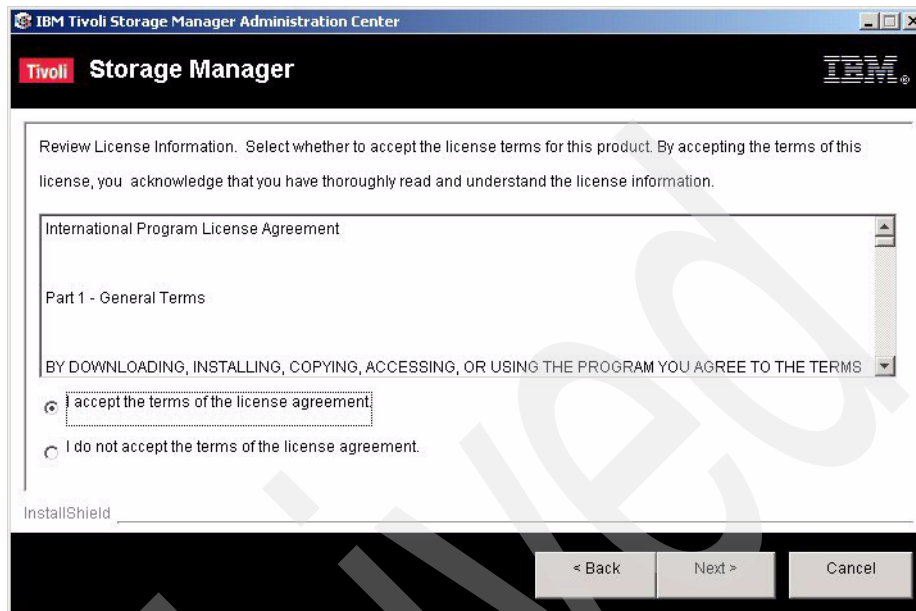 IBM Tivoli Storage Manager Administration Center
Tivoli Storage Manager
IBM®
Review License Information. Select whether to accept the license terms for this product. By accepting the terms of this
license, you acknowledge that you have thoroughly read and understand the license information.
International Program License Agreement
Part 1 - General Terms
BY DOWNLOADING, INSTALLING, COPYING, ACCESSING, OR USING THE PROGRAM YOU AGREE TO THE TERMS
I accept the terms of the license agreement.
I do not accept the terms of the license agreement.
InstallShield
< Back
Next >
Cancel